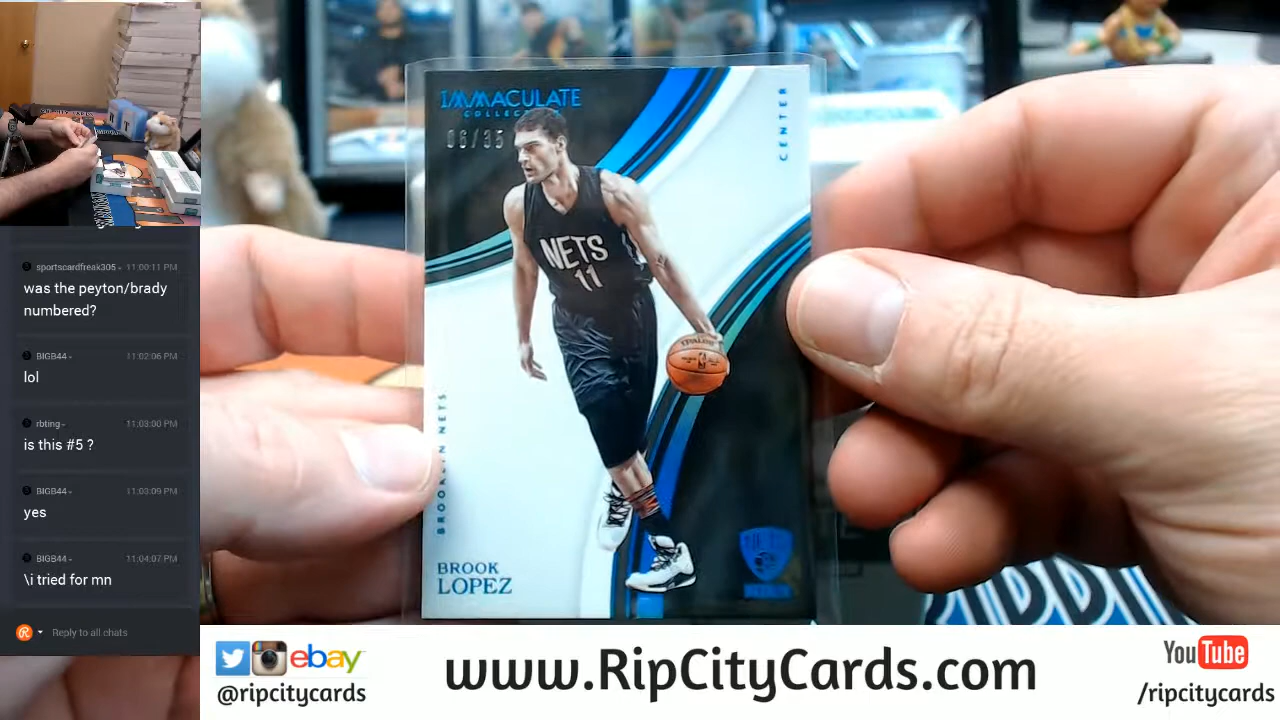 sportscardfreak305 11:00:11 PM
was the peyton/brady
numbered?
BIGB44 11:02:06 PM
lol
rbting 11:03:00 PM
is this #5 ?
BIGB44 11:03:09 PM
yes
BIGB44 11:04:07 PM
\i tried for mn
Reply to all chats
IMMACULATE
COLLECTION
06/35
CENTER
NETS
11
SPALDING
BROOKLYN NETS
BROOK
LOPEZ
NETS
ebay
@ripcitycards
www.RipCityCards.com
YouTube
/ripcitycards